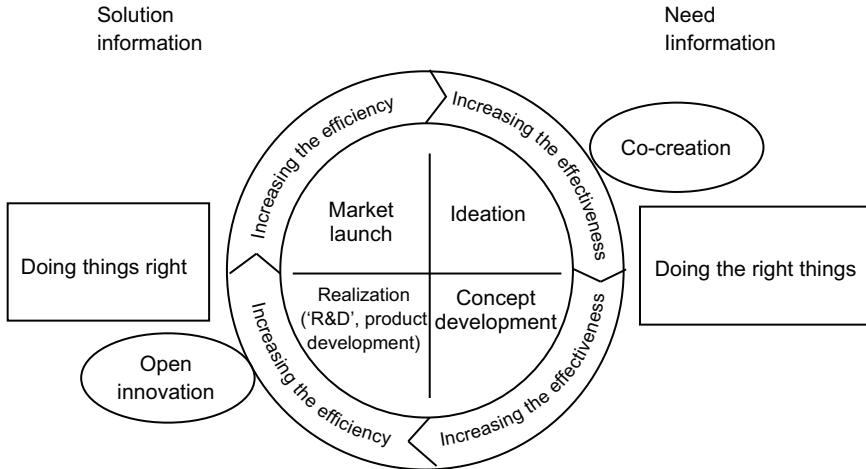 Solution
information
Need
linformation
Increasing the efficiency
Increasing the effectiveness
Co-creation
Market
launch
Ideation
Doing things right
Doing the right things
Realization
(‘R&D’, product
development)
Concept
development
Open
innovation
Increasing the efficiency
Increasing the effectiveness